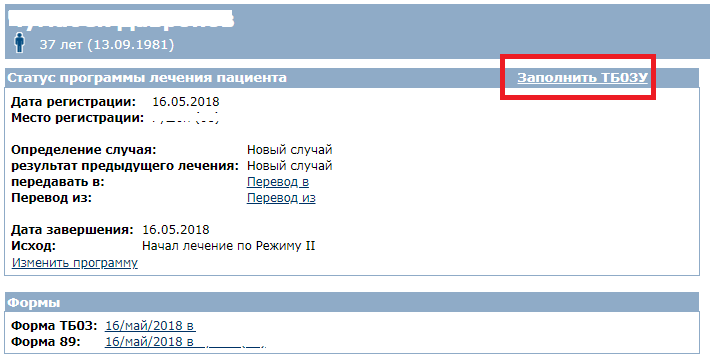 37 лет (13.09.1981)
Статус программы лечения пациента
Заполнить ТБ03У
Дата регистрации: 16.05.2018
Место регистрации:
Определение случая: Новый случай
результат предыдущего лечения: Новый случай
передавать в: Перевод в
Перевод из: Перевод из
Дата завершения: 16.05.2018
Исход: Начал лечение по Режиму II
Изменить программу
Формы
Форма ТБ03: 16/май/2018 в
Форма 89: 16/май/2018 в